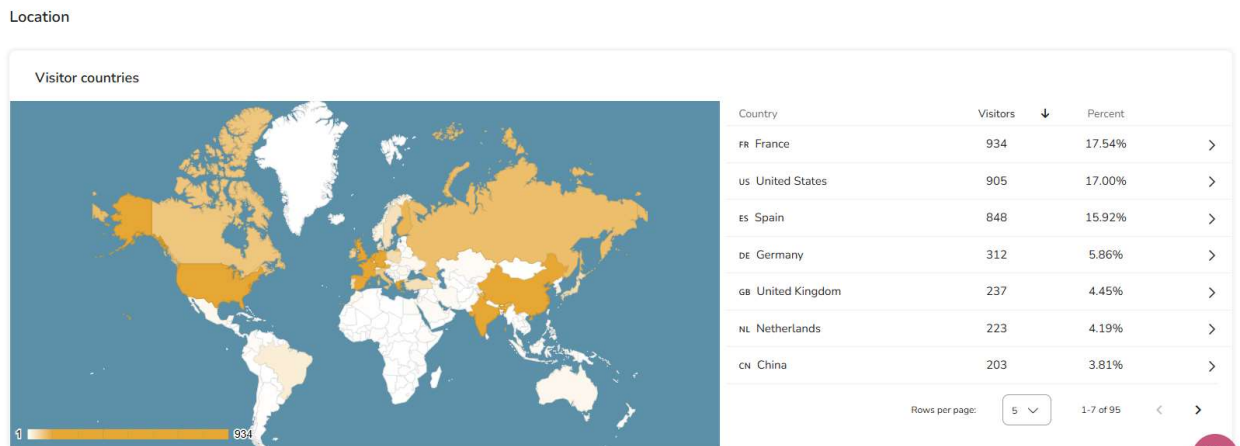 Location
Visitor countries
Country Visitors Percent
FR France 934 17.54%
US United States 905 17.00%
ES Spain 848 15.92%
DE Germany 312 5.86%
GB United Kingdom 237 4.45%
NL Netherlands 223 4.19%
CN China 203 3.81%
Rows per page: 5 1-7 of 95
1 934